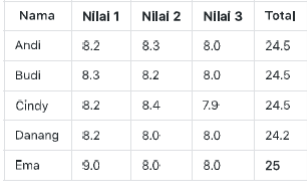 Nama Nilai 1 Nilai 2 Nilai 3 Total
Andi 8.2 8.3 8.0 24.5
Budi 8.3 8.2 8.0 24.5
Cindy 8.2 8.4 7.9 24.5
Danang 8.2 8.0 8.0 24.2
Ema 9.0 8.0 8.0 25